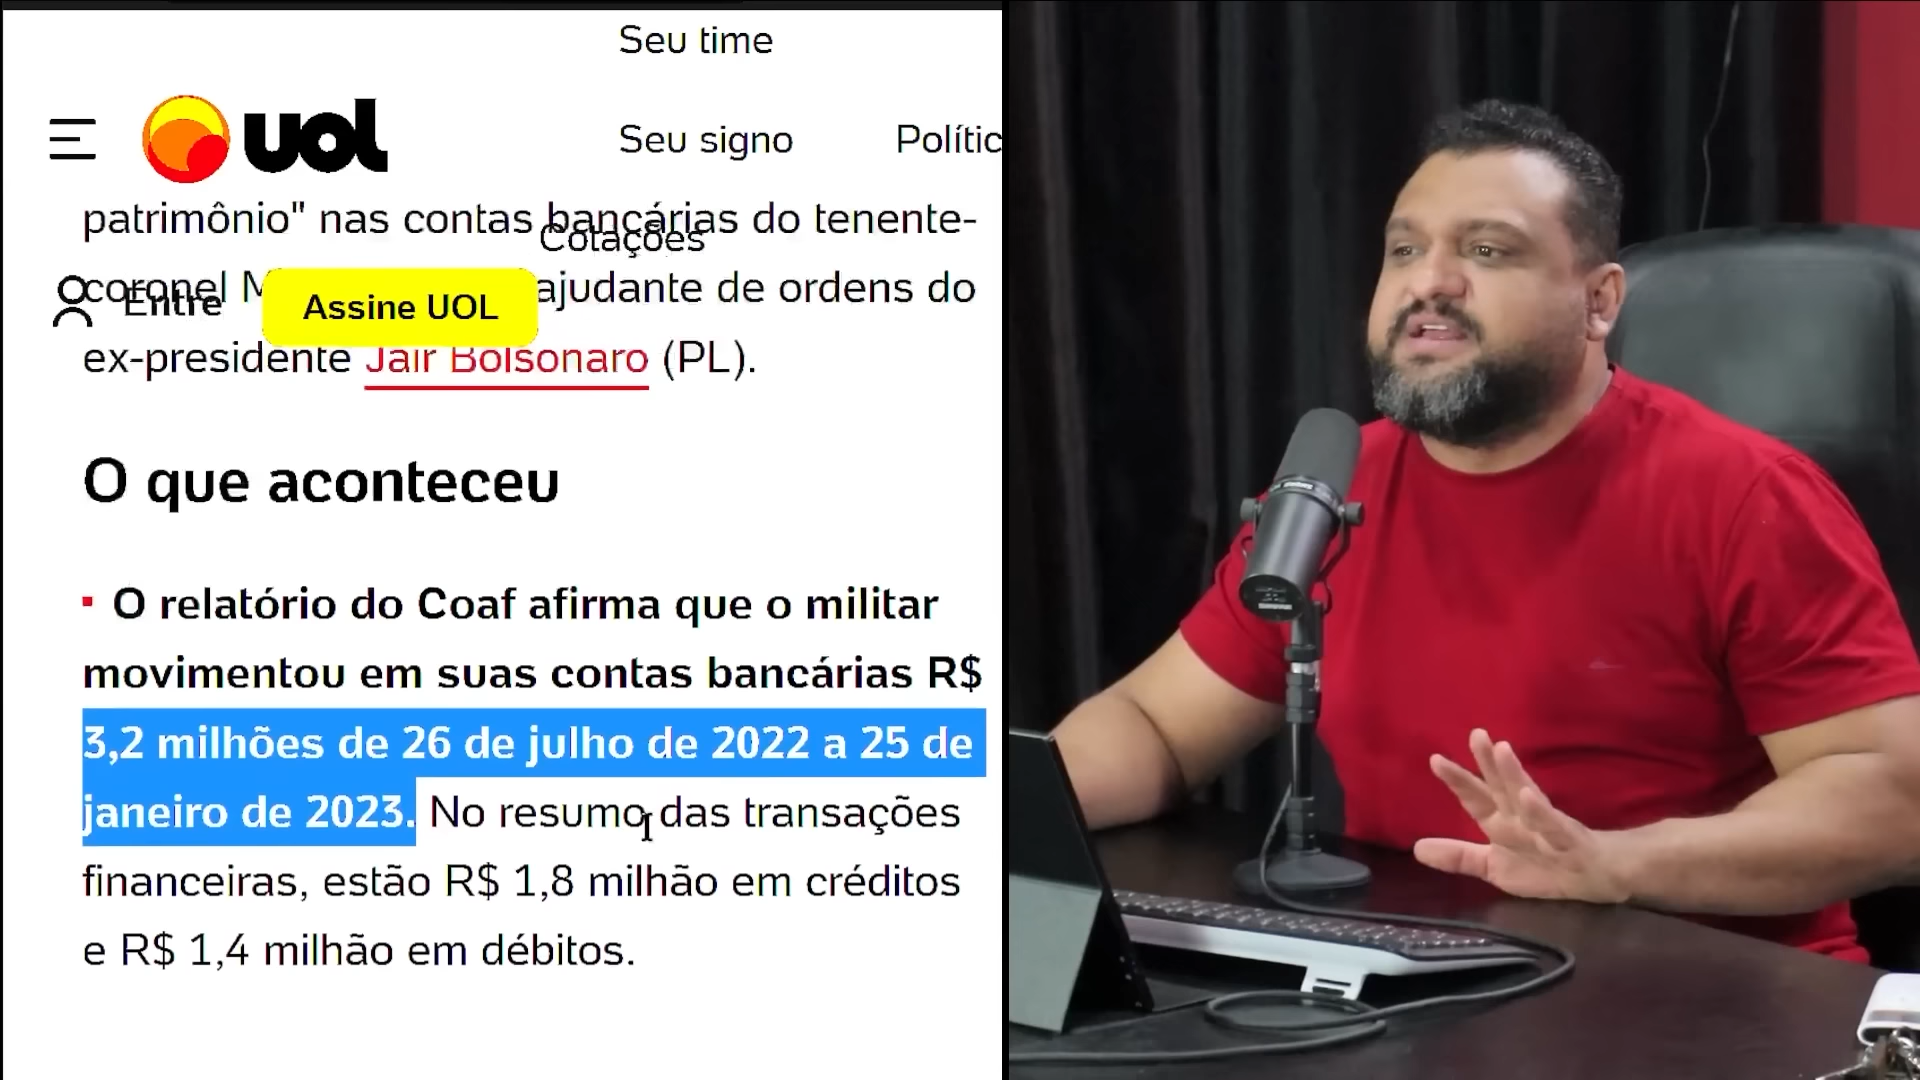 Seu time
uol
Seu signo
Polític
patrimônio" nas contas bancárias do tenente-
Cotações
coronel M
ajudante de ordens do
Entre
Assine UOL
ex-presidente Jair Bolsonaro (PL).
O que aconteceu
O relatório do Coaf afirma que o militar
movimentou em suas contas bancárias R$
3,2 milhões de 26 de julho de 2022 a 25 de
janeiro de 2023. No resumo das transações
financeiras, estão R$ 1,8 milhão em créditos
e R$ 1,4 milhão em débitos.